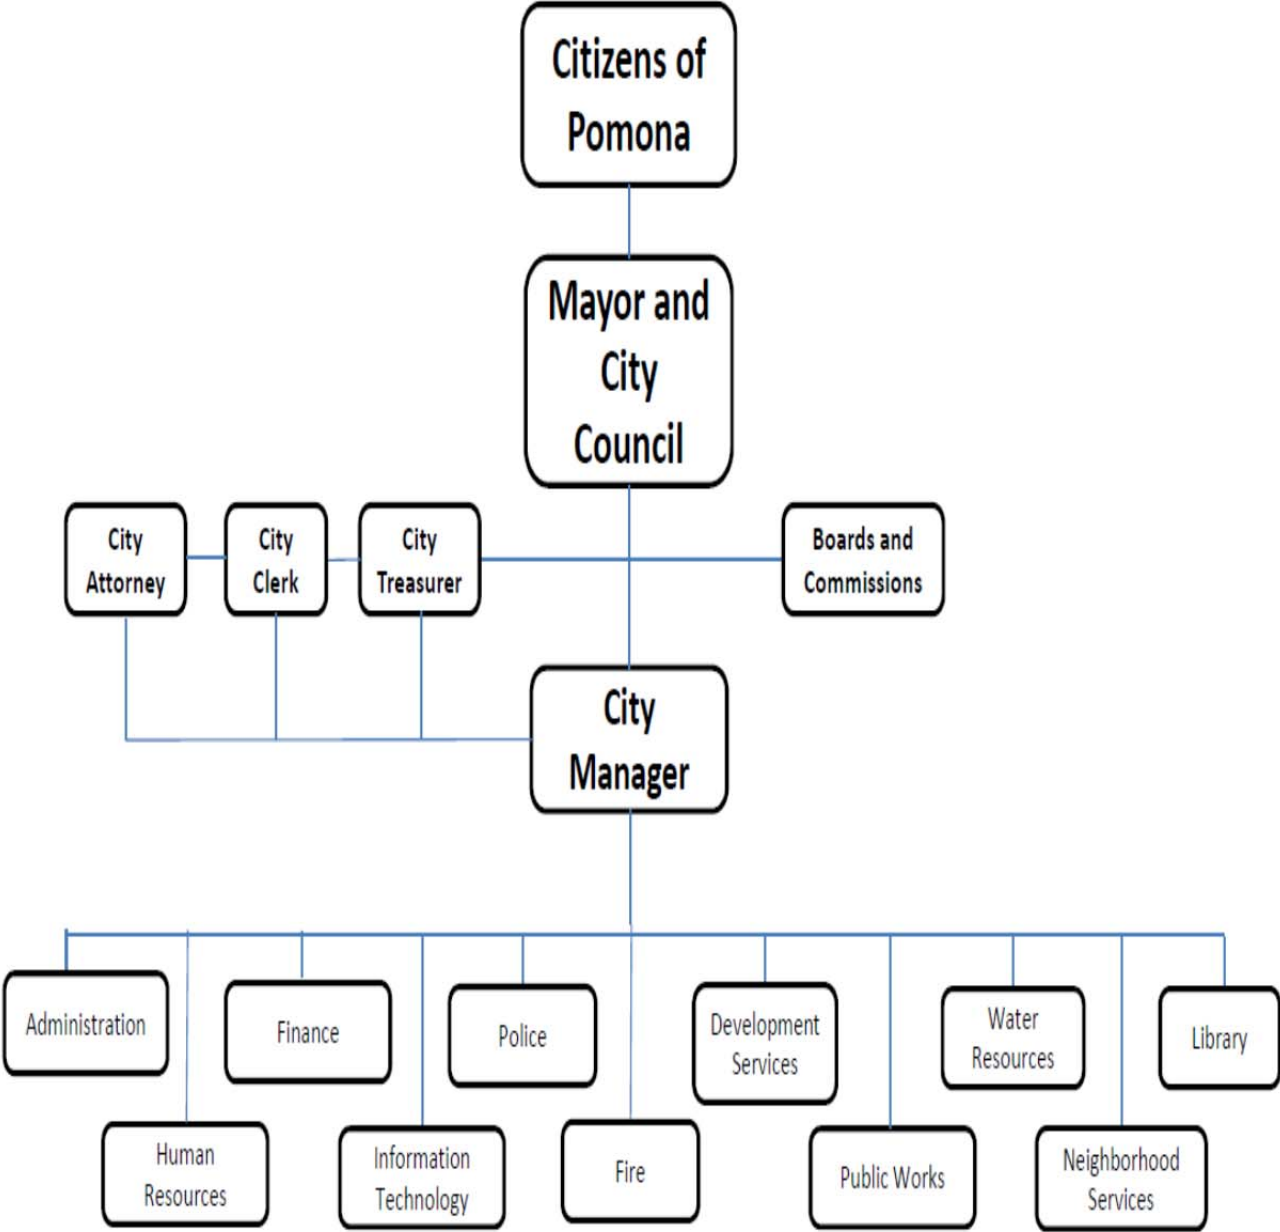 Citizens of
Pomona
Mayor and
City
Council
City
Attorney
City
Clerk
City
Treasurer
Boards and
Commissions
City
Manager
Administration
Finance
Police
Development
Services
Water
Resources
Library
Human
Resources
Information
Technology
Fire
Public Works
Neighborhood
Services